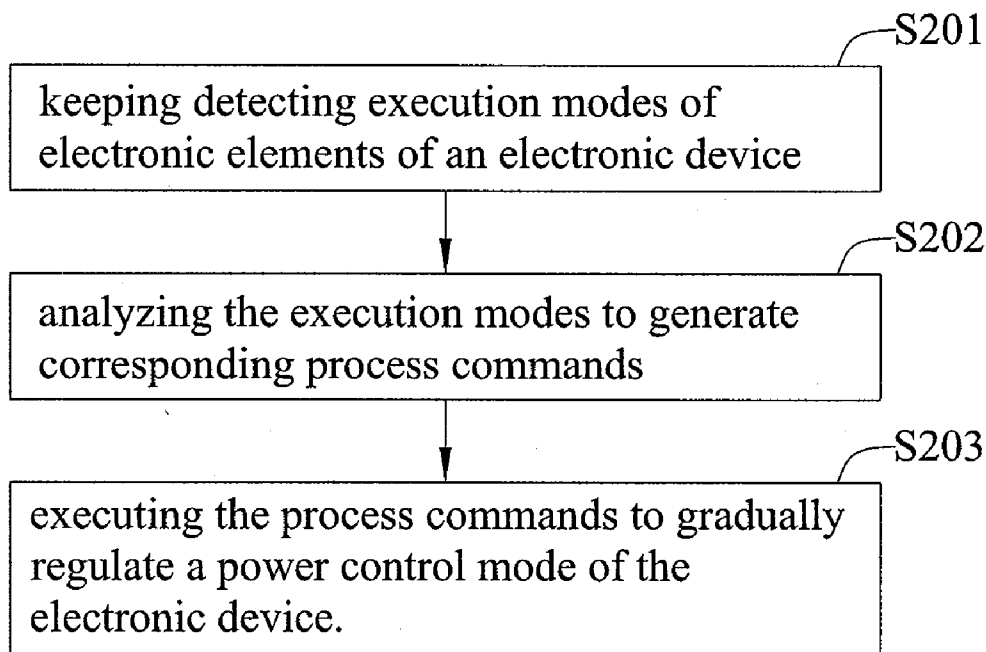 S201
keeping detecting execution modes of
electronic elements of an electronic device
S202
analyzing the execution modes to generate
corresponding process commands
S203
executing the process commands to gradually
regulate a power control mode of the
electronic device.